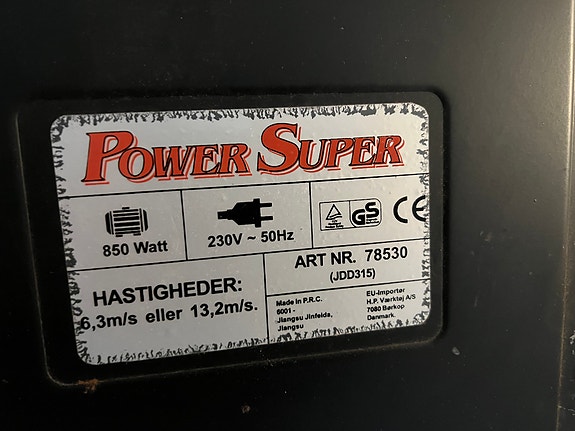 POWER SUPER
850 Watt
230V ~ 50Hz
GS
CE
HASTIGHEDER:
6,3m/s eller 13,2m/s.
ART NR. 78530
(JDD315)
Made in P.R.C.
6001 -
Jiangsu Jinfeida,
Jiangsu
EU-Importør
H.P. Værktøj A/S
7080 Børkop
Danmark.